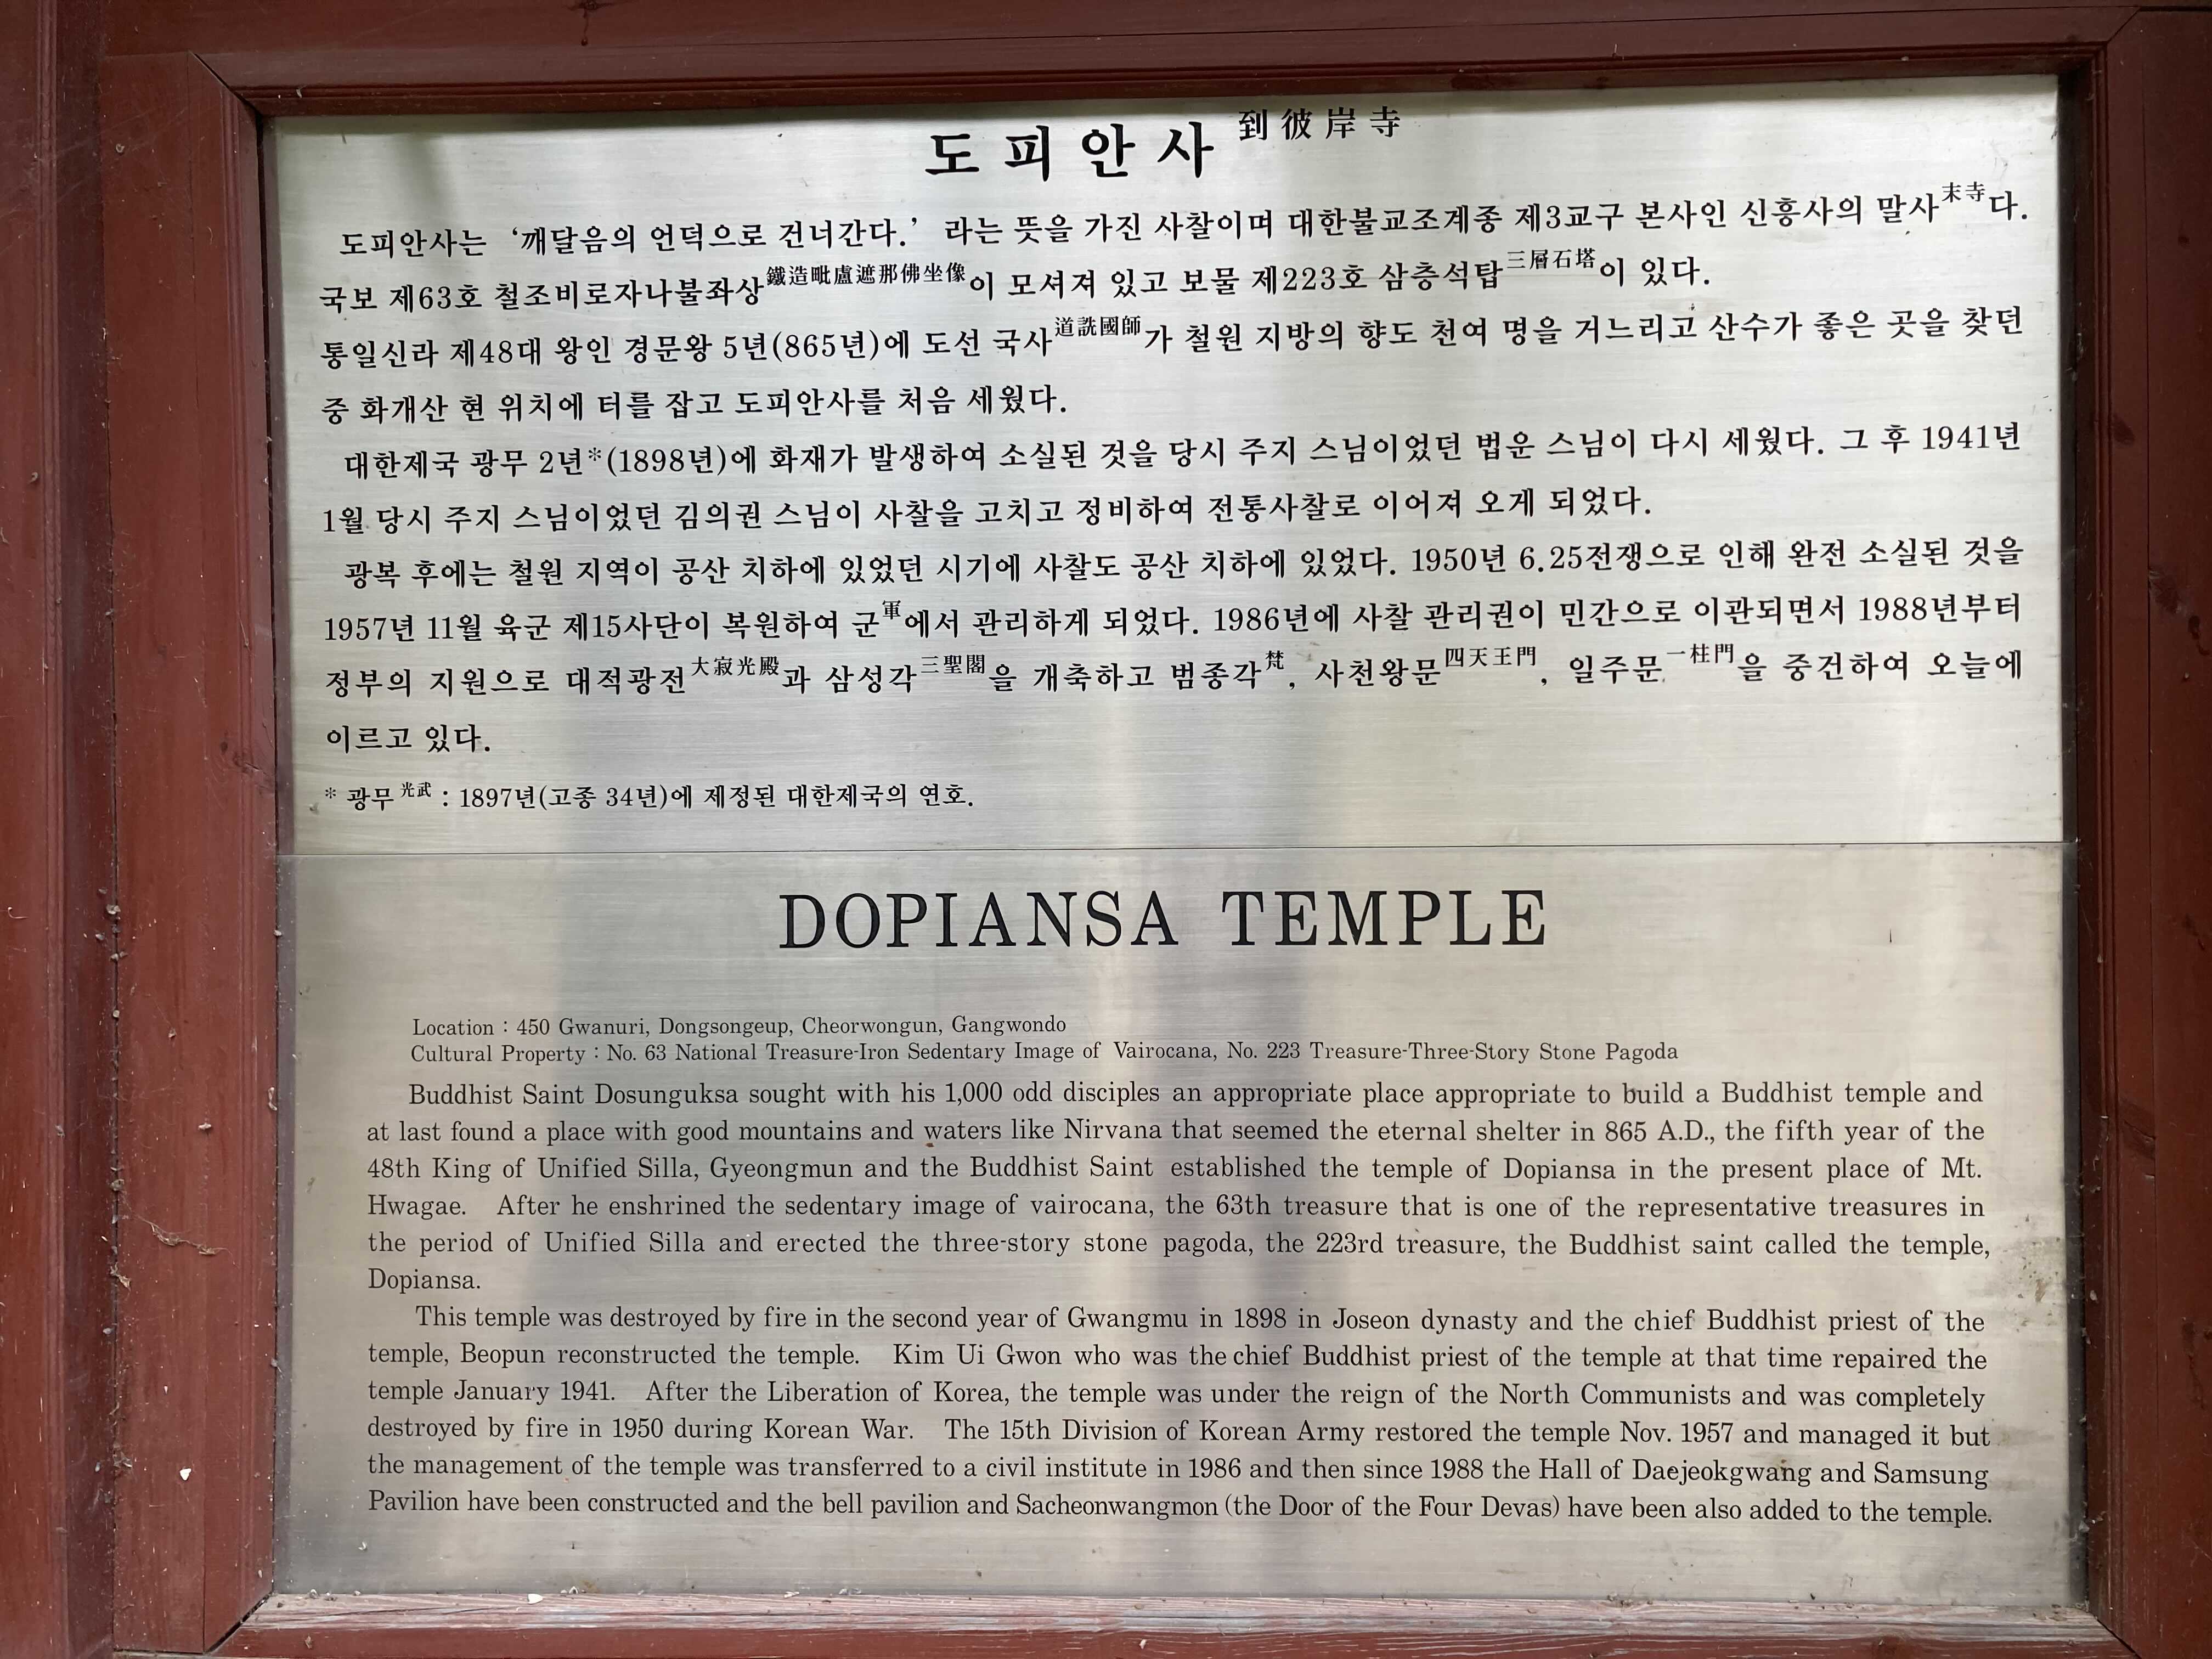 도피안사 到彼岸寺
도피안사는 ‘깨달음의 언덕으로 건너간다.’ 라는 뜻을 가진 사찰이며 대한불교조계종 제3교구 본사인 신흥사의 말사末寺다.
국보 제63호 철조비로자나불좌상鐵造毗盧遮那佛坐像이 모셔져 있고 보물 제223호 삼층석탑三層石塔이 있다.
통일신라 제48대 왕인 경문왕 5년(865년)에 도선 국사道詵國師가 철원 지방의 향도 천여 명을 거느리고 산수가 좋은 곳을 찾던
중 화개산 현 위치에 터를 잡고 도피안사를 처음 세웠다.
대한제국 광무 2년*(1898년)에 화재가 발생하여 소실된 것을 당시 주지 스님이었던 법운 스님이 다시 세웠다. 그 후 1941년
1월 당시 주지 스님이었던 김의권 스님이 사찰을 고치고 정비하여 전통사찰로 이어져 오게 되었다.
광복 후에는 철원 지역이 공산 치하에 있었던 시기에 사찰도 공산 치하에 있었다. 1950년 6.25전쟁으로 인해 완전 소실된 것을
1957년 11월 육군 제15사단이 복원하여 군軍에서 관리하게 되었다. 1986년에 사찰 관리권이 민간으로 이관되면서 1988년부터
정부의 지원으로 대적광전大寂光殿과 삼성각三聖閣을 개축하고 범종각梵, 사천왕문四天王門, 일주문一柱門을 중건하여 오늘에
이르고 있다.
* 광무光武 : 1897년(고종 34년)에 제정된 대한제국의 연호.
DOPIANSA TEMPLE
Location : 450 Gwanuri, Dongsongeup, Cheorwongun, Gangwondo
Cultural Property : No. 63 National Treasure-Iron Sedentary Image of Vairocana, No. 223 Treasure-Three-Story Stone Pagoda
Buddhist Saint Dosunguksa sought with his 1,000 odd disciples an appropriate place appropriate to build a Buddhist temple and
at last found a place with good mountains and waters like Nirvana that seemed the eternal shelter in 865 A.D., the fifth year of the
48th King of Unified Silla, Gyeongmun and the Buddhist Saint established the temple of Dopiansa in the present place of Mt.
Hwagae. After he enshrined the sedentary image of vairocana, the 63th treasure that is one of the representative treasures in
the period of Unified Silla and erected the three-story stone pagoda, the 223rd treasure, the Buddhist saint called the temple,
Dopiansa.
This temple was destroyed by fire in the second year of Gwangmu in 1898 in Joseon dynasty and the chief Buddhist priest of the
temple, Beopun reconstructed the temple. Kim Ui Gwon who was the chief Buddhist priest of the temple at that time repaired the
temple January 1941. After the Liberation of Korea, the temple was under the reign of the North Communists and was completely
destroyed by fire in 1950 during Korean War. The 15th Division of Korean Army restored the temple Nov. 1957 and managed it but
the management of the temple was transferred to a civil institute in 1986 and then since 1988 the Hall of Daejeokgwang and Samsung
Pavilion have been constructed and the bell pavilion and Sacheonwangmon (the Door of the Four Devas) have been also added to the temple.